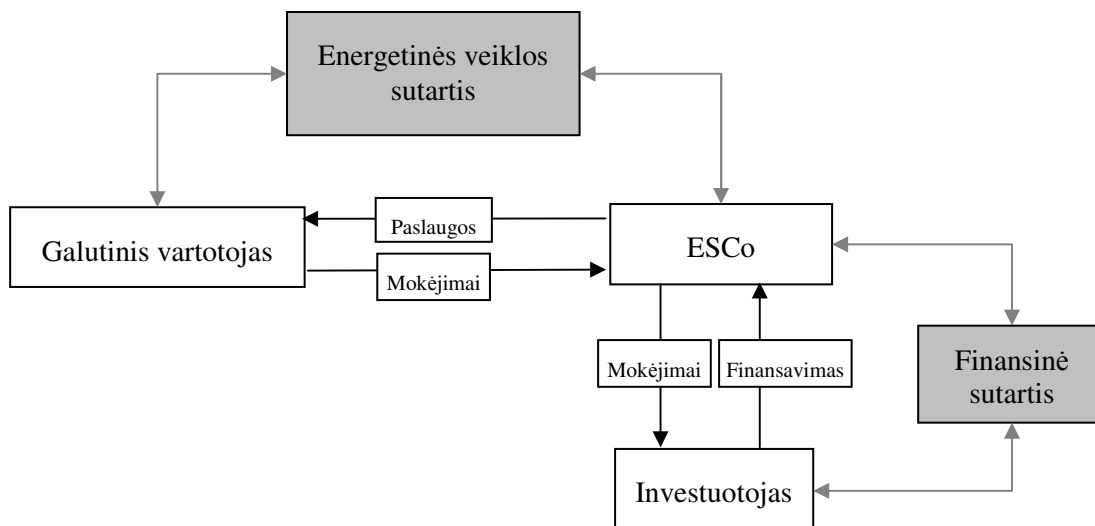 Energetinės veiklos
sutartis
Paslaugos
Galutinis vartotojas
ESCo
Mokėjimai
Mokėjimai
Finansavimas
Finansinė
sutartis
Investuotojas